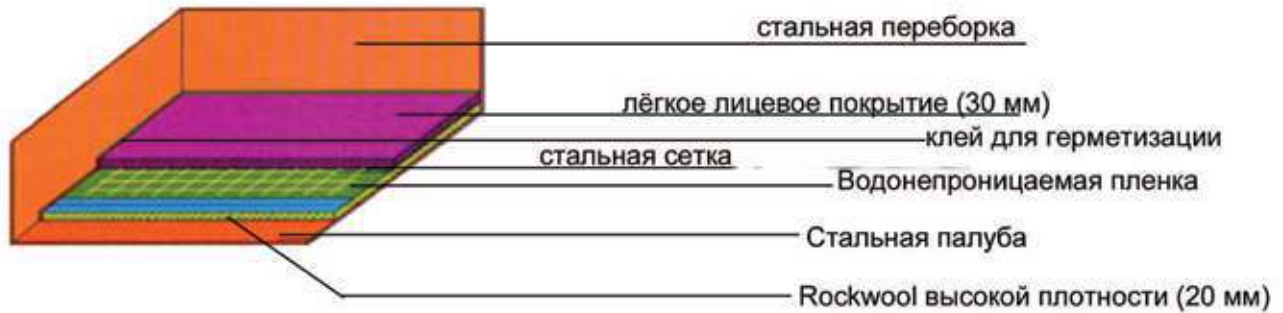 стальная переборка
лёгкое лицевое покрытие (30 мм)
клей для герметизации
стальная сетка
Водонепроницаемая пленка
Стальная палуба
Rockwool высокой плотности (20 мм)